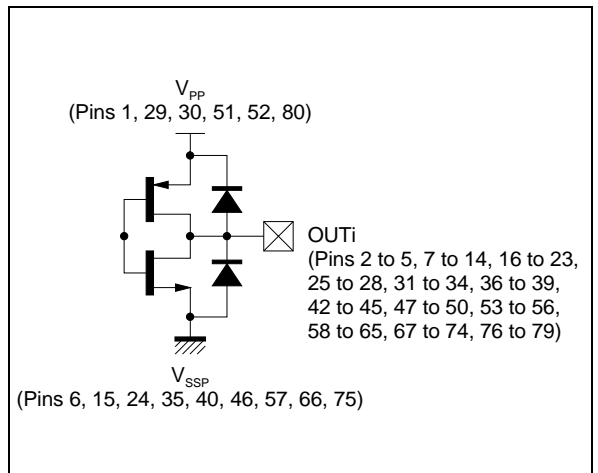 VPP
(Pins 1, 29, 30, 51, 52, 80)
OUTi
(Pins 2 to 5, 7 to 14, 16 to 23,
25 to 28, 31 to 34, 36 to 39,
42 to 45, 47 to 50, 53 to 56,
58 to 65, 67 to 74, 76 to 79)
VSSP
(Pins 6, 15, 24, 35, 40, 46, 57, 66, 75)